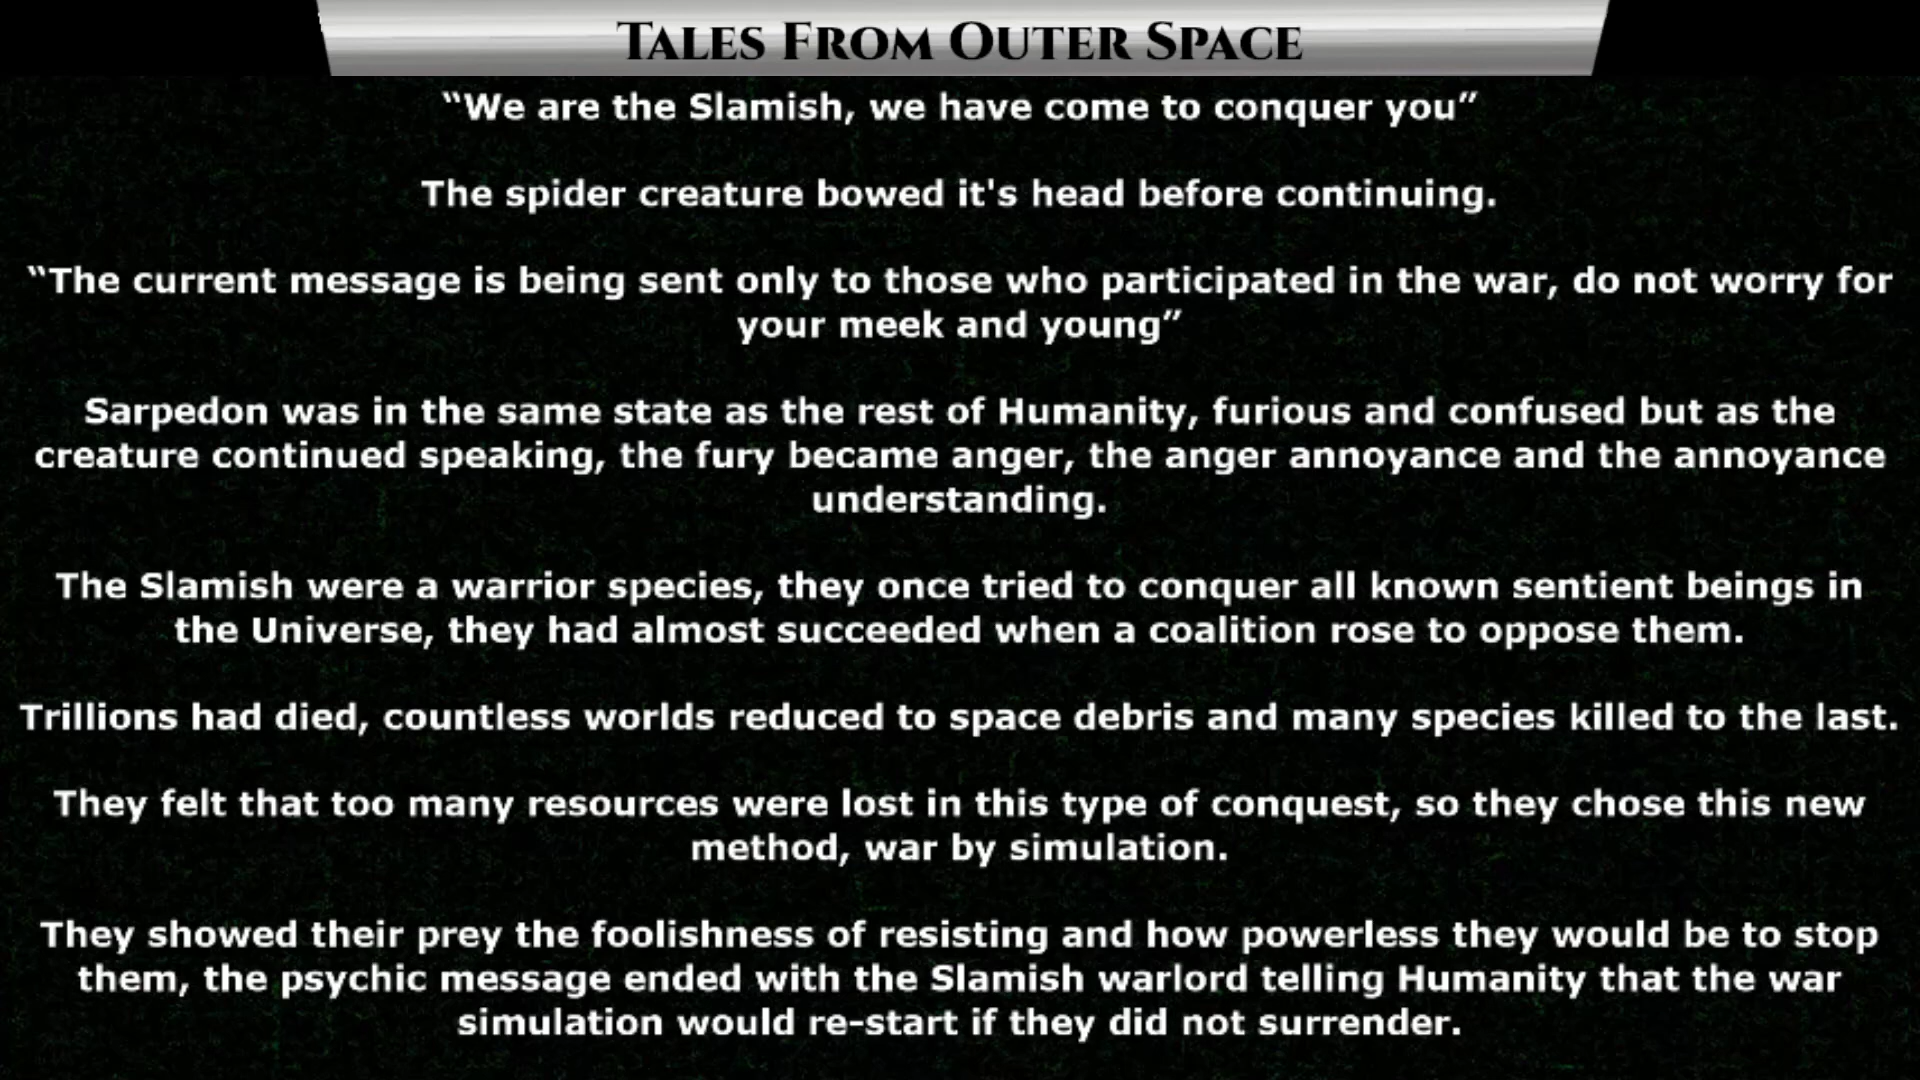 Tales From Outer Space
“We are the Slamish, we have come to conquer you”
The spider creature bowed it's head before continuing.
“The current message is being sent only to those who participated in the war, do not worry for
your meek and young”
Sarpedon was in the same state as the rest of Humanity, furious and confused but as the
creature continued speaking, the fury became anger, the anger annoyance and the annoyance
understanding.
The Slamish were a warrior species, they once tried to conquer all known sentient beings in
the Universe, they had almost succeeded when a coalition rose to oppose them.
Trillions had died, countless worlds reduced to space debris and many species killed to the last.
They felt that too many resources were lost in this type of conquest, so they chose this new
method, war by simulation.
They showed their prey the foolishness of resisting and how powerless they would be to stop
them, the psychic message ended with the Slamish warlord telling Humanity that the war
simulation would re-start if they did not surrender.